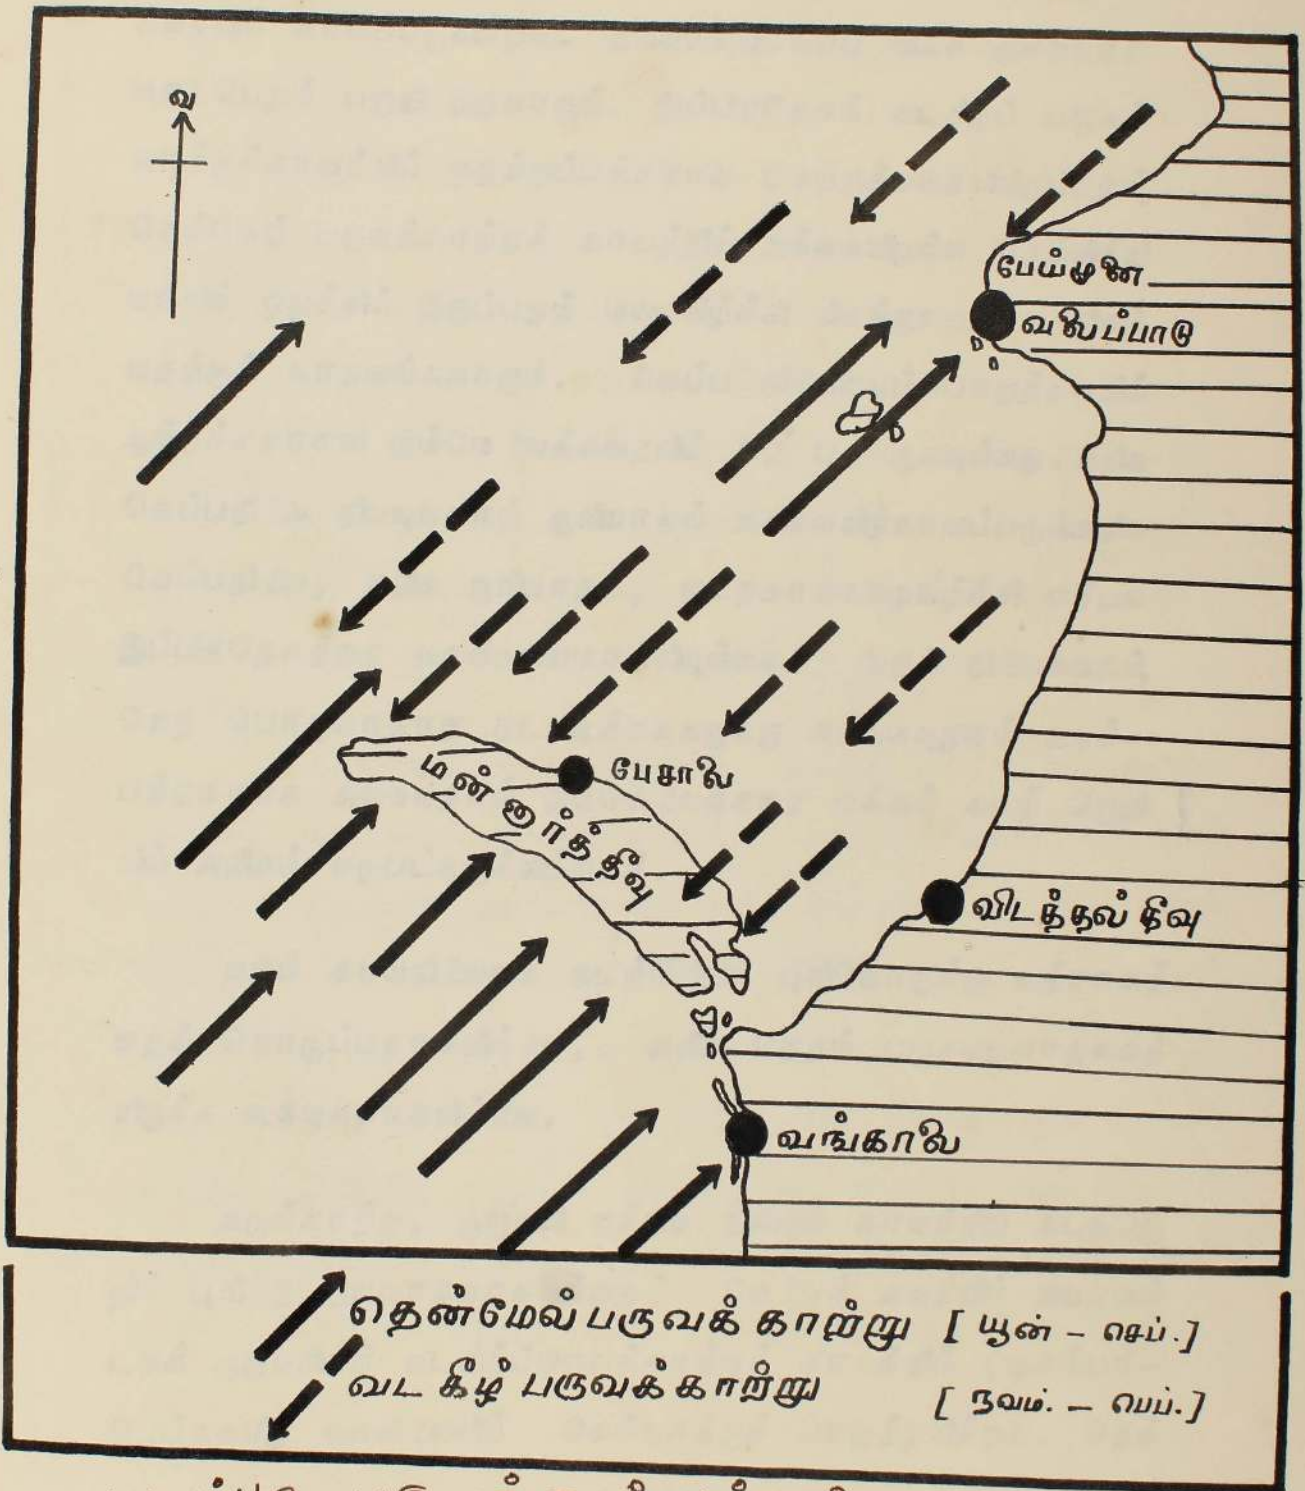 வ
பேய்முனை
வலைப்பாடு
பேசாலை
மன்னார்த்தீவு
விடத்தல் தீவு
வங்காலை
தென்மேல் பருவக் காற்று [ யூன் - செப்.]
வட கீழ் பருவக் காற்று [ நவம். - பெப்.]